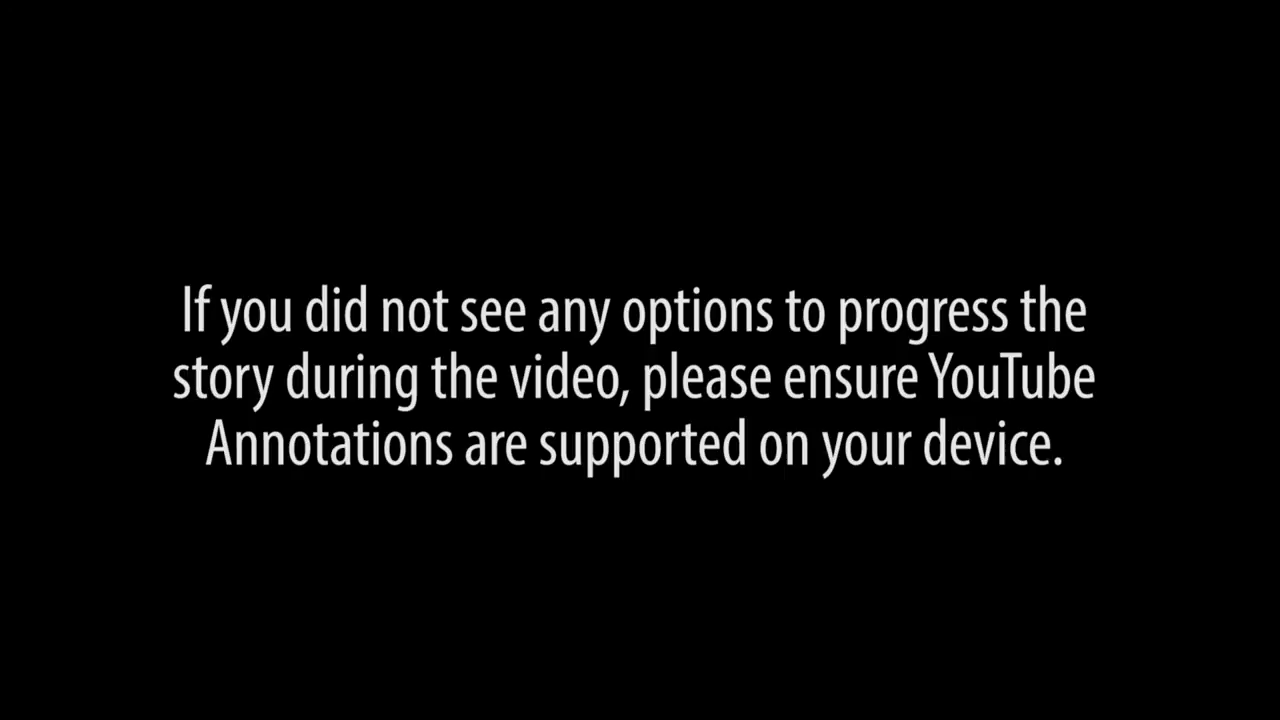 If you did not see any options to progress the
story during the video, please ensure YouTube
Annotations are supported on your device.